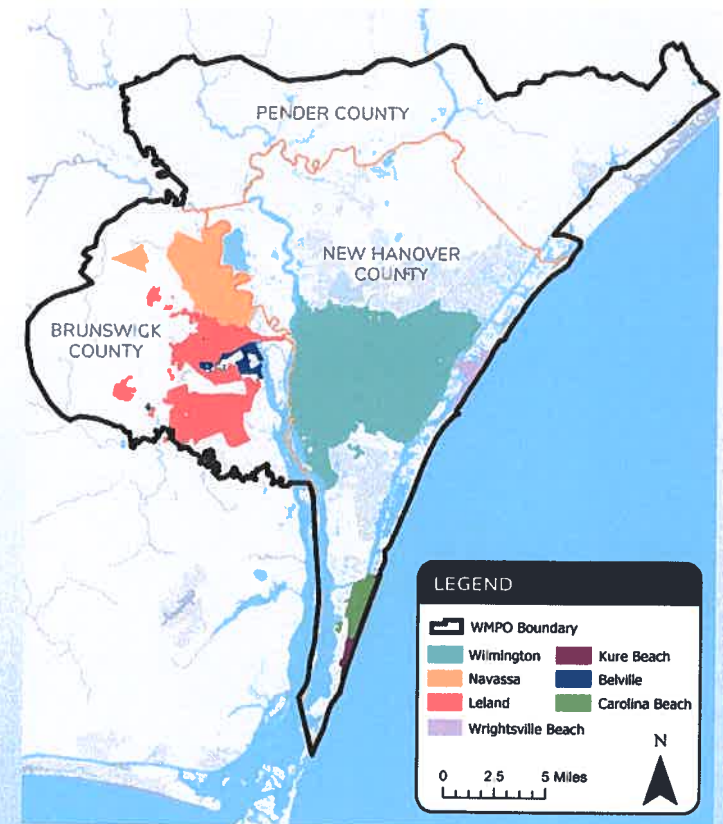 PENDER COUNTY
NEW HANOVER
COUNTY
BRUNSWICK
COUNTY
LEGEND
WMPO Boundary
Wilmington
Kure Beach
Navassa
Belville
Leland
Carolina Beach
Wrightsville Beach
N
0 2.5 5 Miles